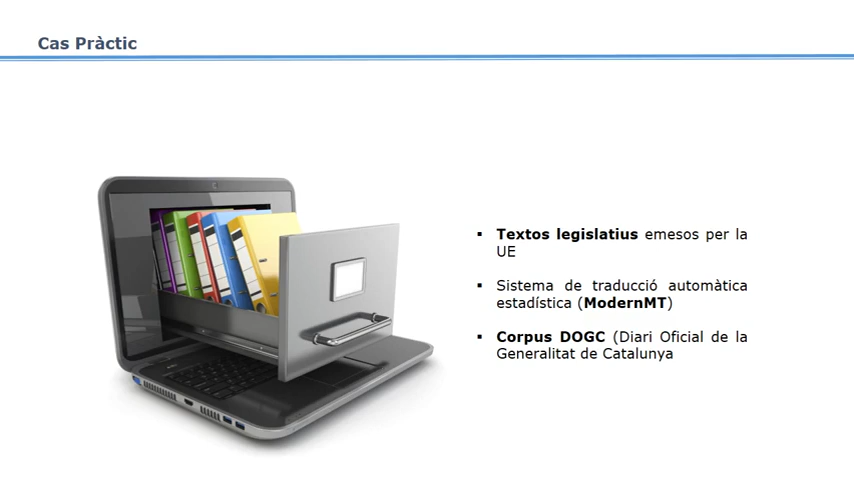 Cas Pràctic
▪ Textos legislatius emesos per la
UE
▪ Sistema de traducció automàtica
estadística (ModernMT)
▪ Corpus DOGC (Diari Oficial de la
Generalitat de Catalunya